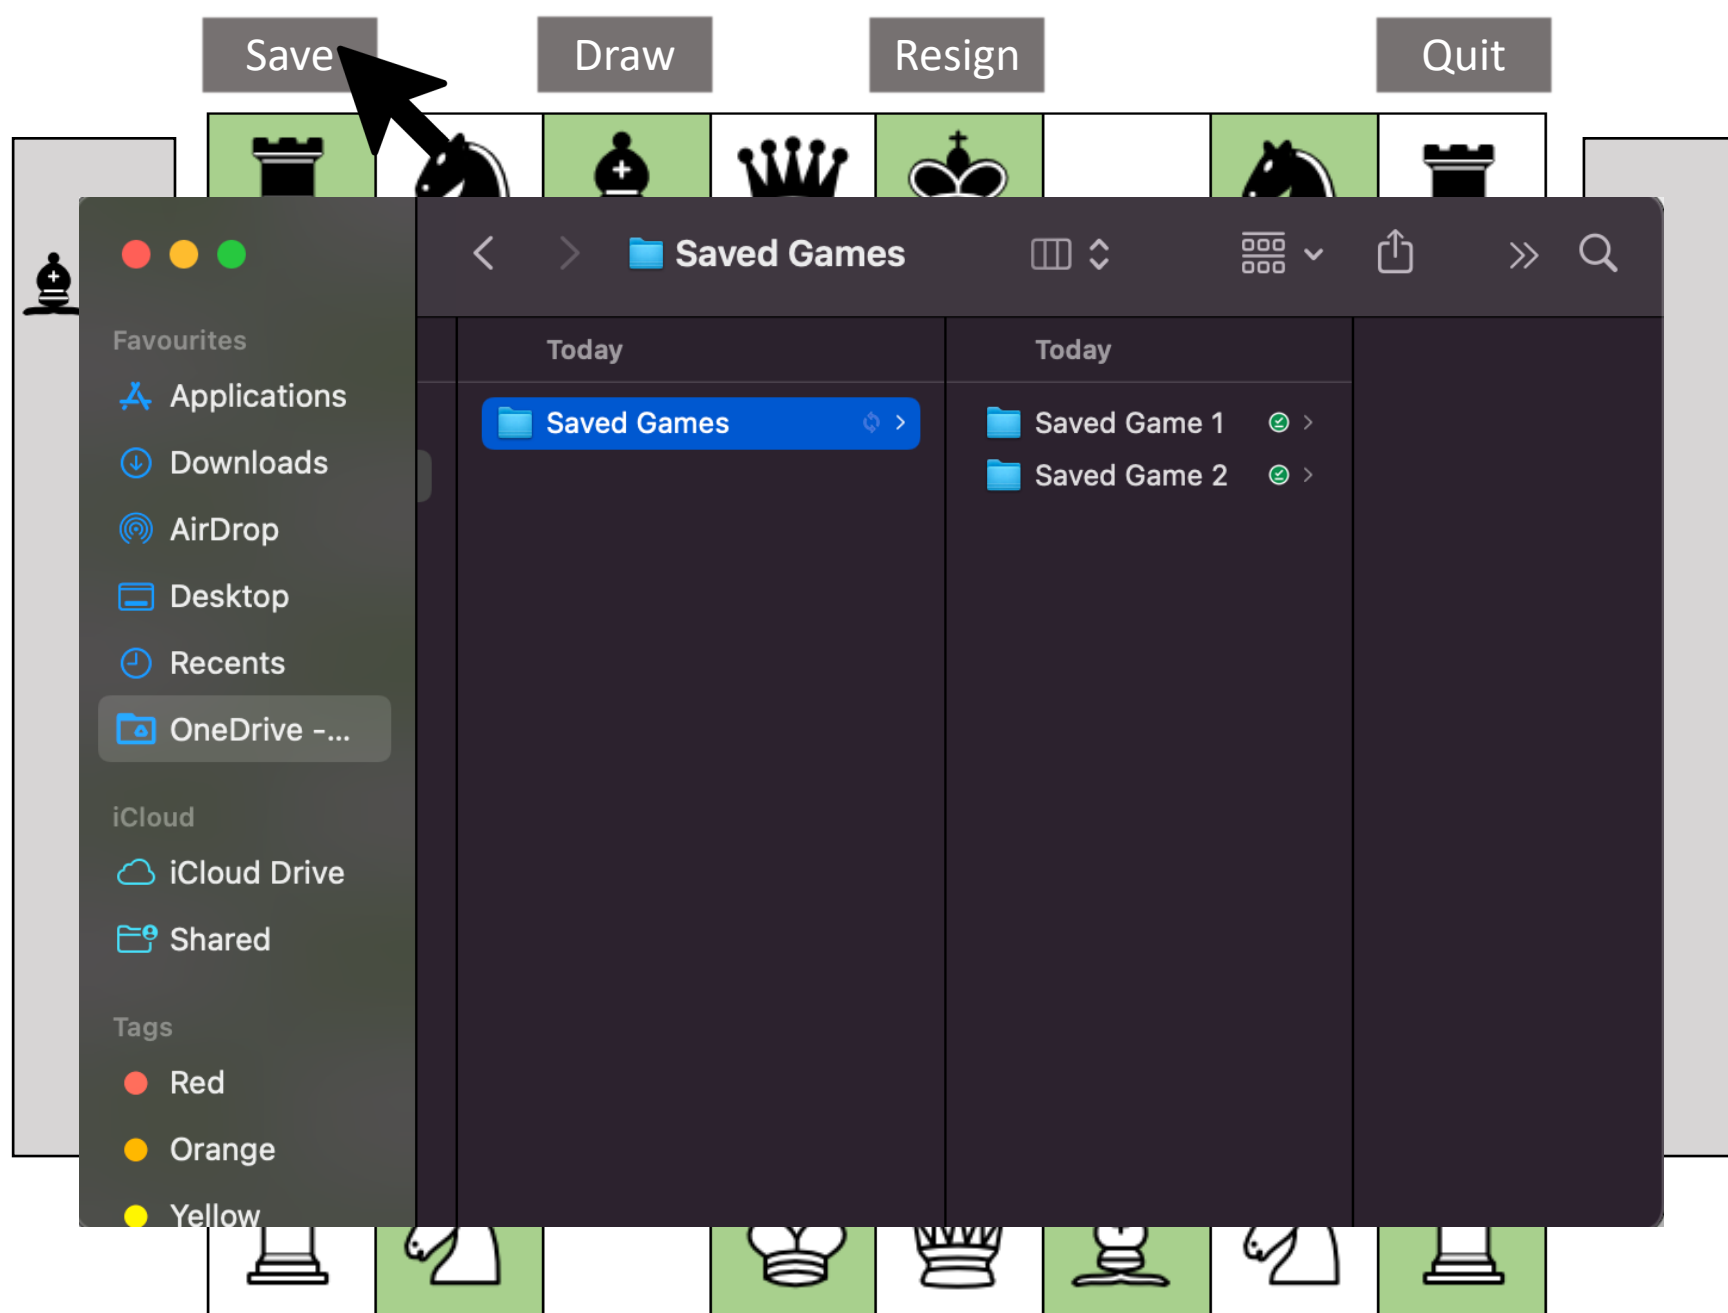 Save
Draw
Resign
Quit
Saved Games
Favourites
Applications
Downloads
AirDrop
Desktop
Recents
OneDrive -...
iCloud
iCloud Drive
Shared
Tags
Red
Orange
Yellow
Today
Saved Games
Today
Saved Game 1
Saved Game 2